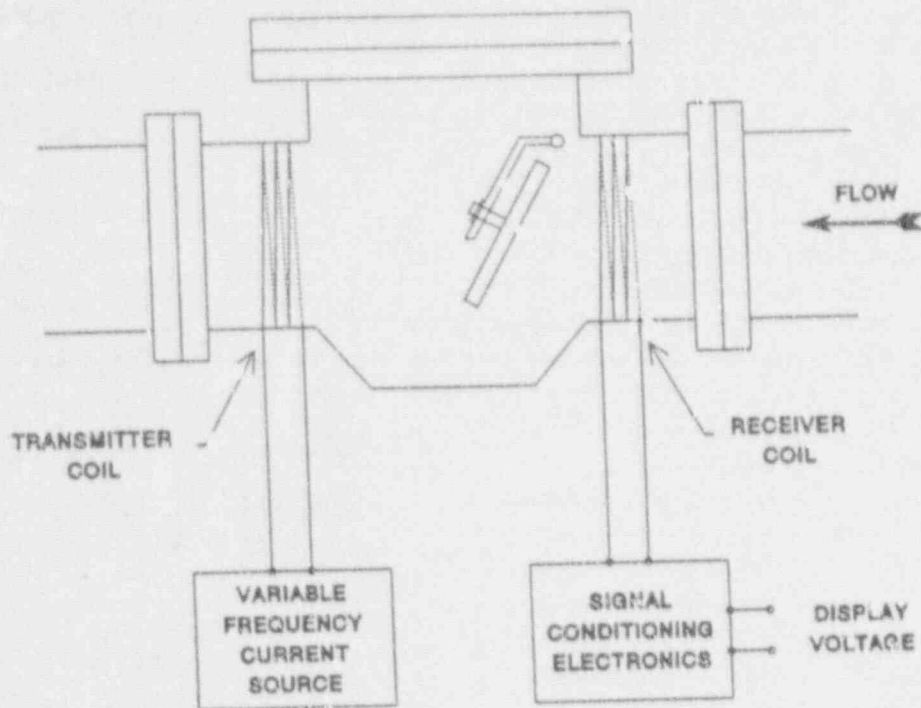 FLOW
TRANSMITTER
COIL
RECEIVER
COIL
VARIABLE
FREQUENCY
CURRENT
SOURCE
SIGNAL
CONDITIONING
ELECTRONICS
DISPLAY
VOLTAGE